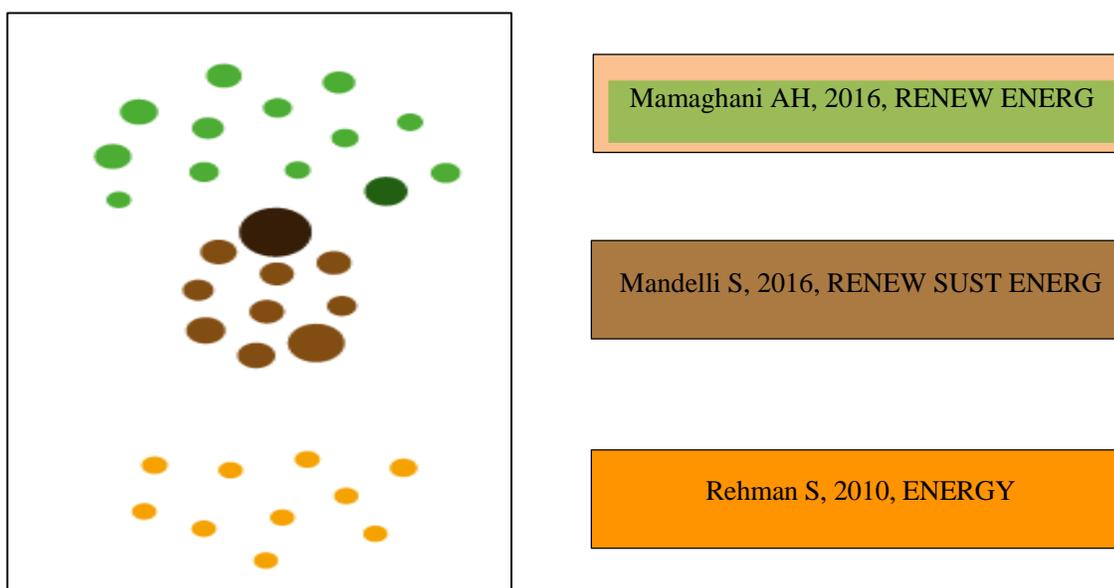 Mamaghani AH, 2016, RENEW ENERG
Mandelli S, 2016, RENEW SUST ENERG
Rehman S, 2010, ENERGY